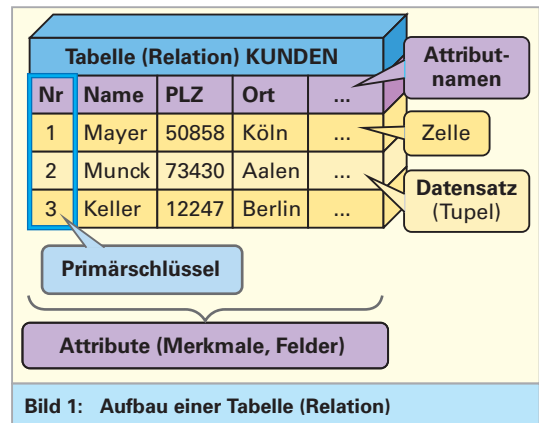 Tabelle (Relation) KUNDEN
Attribut-
namen
Nr Name PLZ Ort ...
1 Mayer 50858 Köln ...
Zelle
2 Munck 73430 Aalen ...
Datensatz
(Tupel)
3 Keller 12247 Berlin ...
Primärschlüssel
Attribute (Merkmale, Felder)
Bild 1: Aufbau einer Tabelle (Relation)